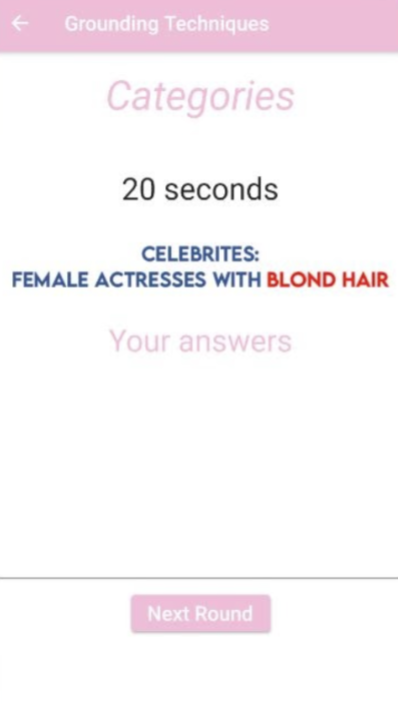 Grounding Techniques
Categories
20 seconds
CELEBRITES:
FEMALE ACTRESSES WITH BLOND HAIR
Your answers
Next Round